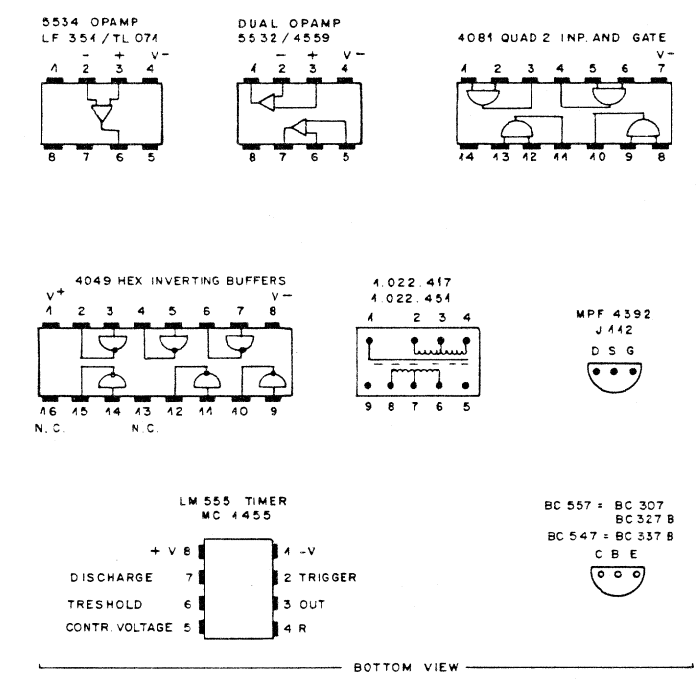 5534 OPAMP
LF 351/TL 071
- + V-
1 2 3 4
8 7 6 5
DUAL OPAMP
5532/4559
- + V-
1 2 3 4
8 7 6 5
4081 QUAD 2 INP. AND GATE
V-
1 2 3 4 5 6 7
14 13 12 11 10 9 8
4049 HEX INVERTING BUFFERS
V+ V-
1 2 3 4 5 6 7 8
16 15 14 13 12 11 10 9
N.C. N.C.
1.022.417
1.022.451
1 2 3 4
9 8 7 6 5
MPF 4392
J 112
D S G
LM 555 TIMER
MC 1455
+ V 8 1 -V
DISCHARGE 7 2 TRIGGER
TRESHOLD 6 3 OUT
CONTR. VOLTAGE 5 4 R
BC 557 = BC 307
BC 327 B
BC 547 = BC 337 B
C B E
BOTTOM VIEW